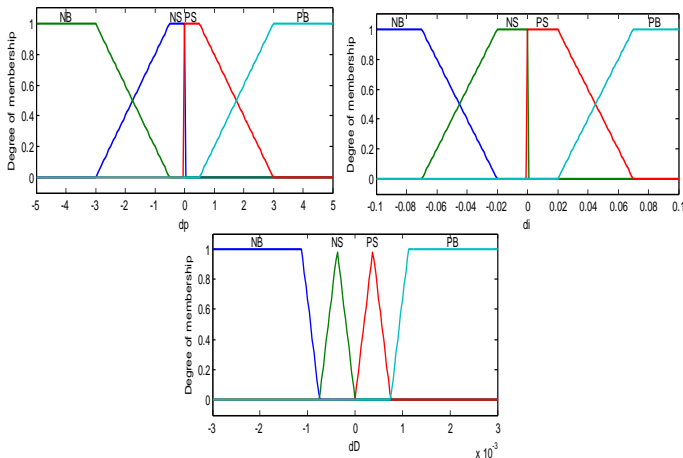 NB NS PS PB
Degree of membership
1
0.8
0.6
0.4
0.2
0
-5 -4 -3 -2 -1 0 1 2 3 4 5
dp
NB NS PS PB
Degree of membership
1
0.8
0.6
0.4
0.2
0
-0.1 -0.08 -0.06 -0.04 -0.02 0 0.02 0.04 0.06 0.08 0.1
di
NB NS PS PB
Degree of membership
1
0.8
0.6
0.4
0.2
0
-3 -2 -1 0 1 2 3
dD
x 10^-3